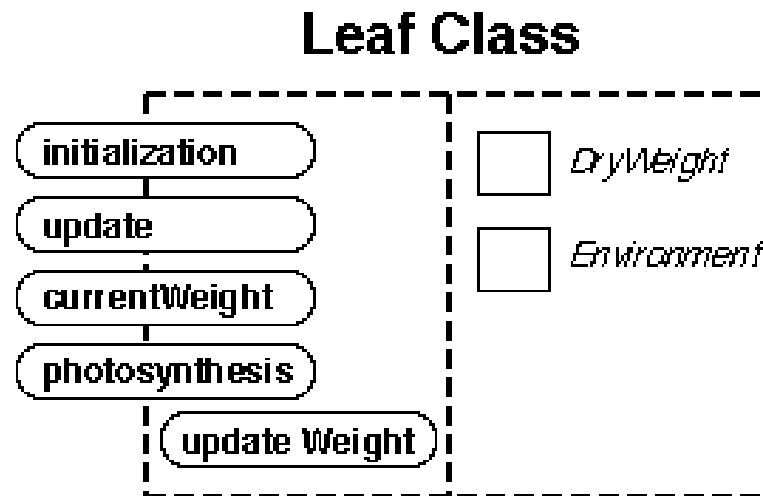 Leaf Class
initialization
update
currentWeight
photosynthesis
update Weight
DryWeight
Environment